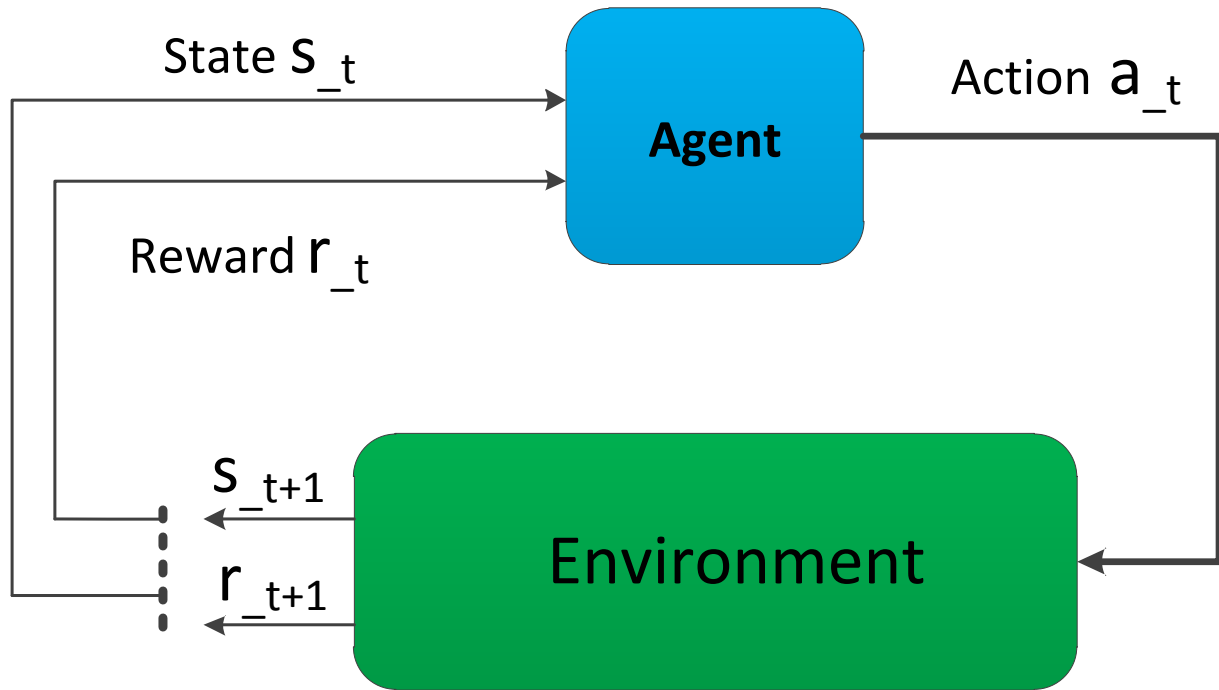 State s_t
Agent
Action a_t
Reward r_t
s_t+1
Environment
r_t+1